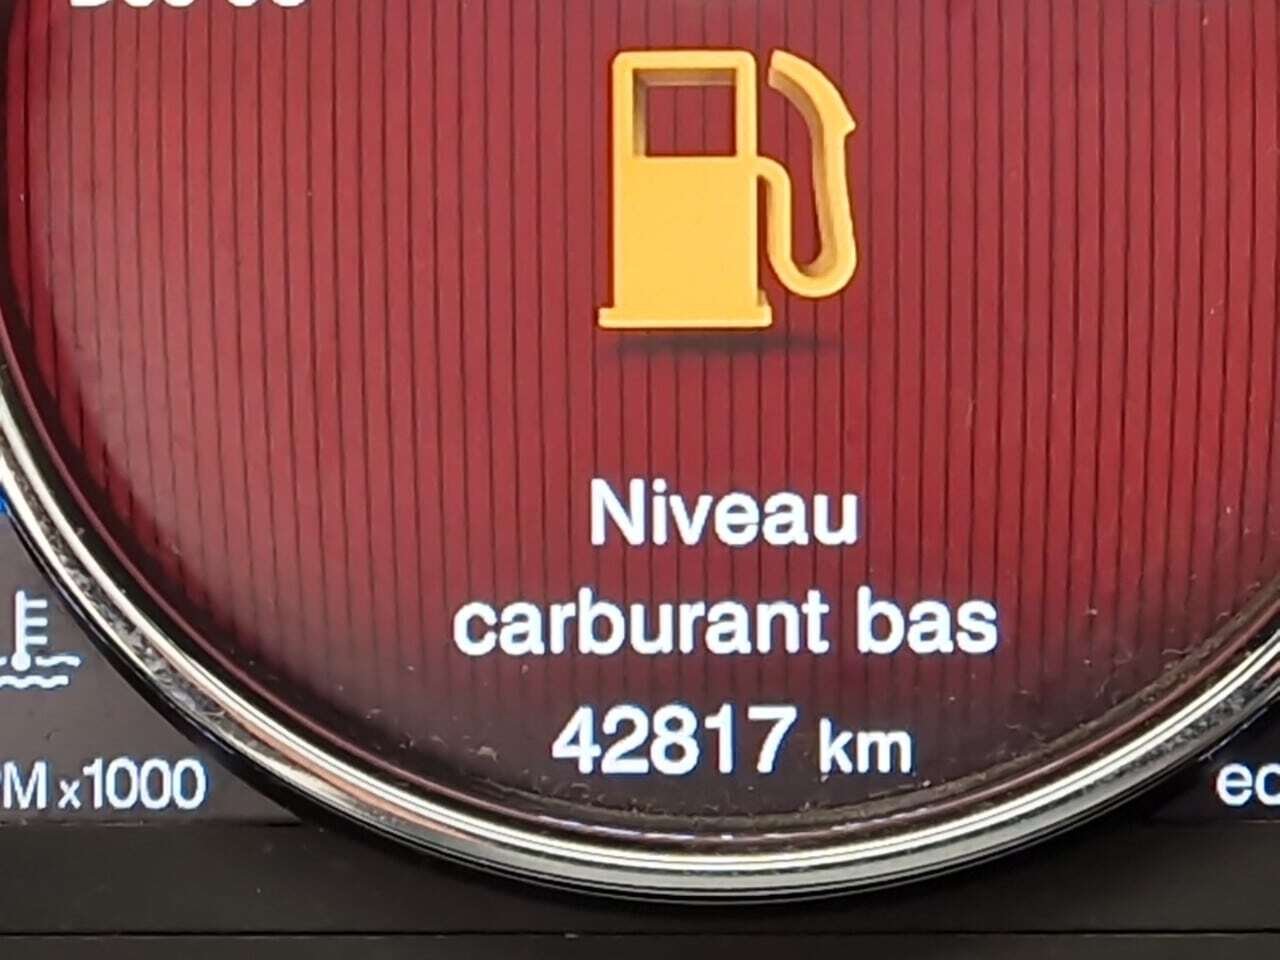 Niveau
carburant bas
42817 km
x1000